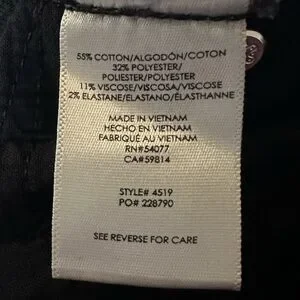 55% COTTON/ALGODÓN/COTON
32% POLYESTER/
POLIESTER/POLYESTER
11% VISCOSE/VISCOSA/VISCOSE
2% ELASTANE/ELASTANO/ÉLASTHANNE
MADE IN VIETNAM
HECHO EN VIETNAM
FABRIQUÉ AU VIETNAM
RN#54077
CA#59814
STYLE# 4519
PO# 228790
SEE REVERSE FOR CARE